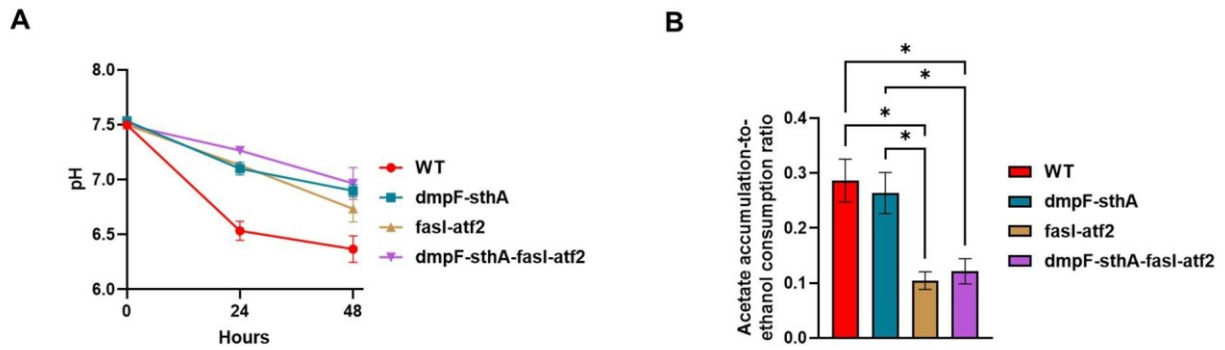 A
8.0
7.5
7.0
6.5
6.0
pH
0
24
48
Hours
WT
dmpF-sthA
fasI-atf2
dmpF-sthA-fasI-atf2
B
*
*
*
*
0.4
0.3
0.2
0.1
0.0
Acetate accumulation-to-
ethanol consumption ratio
WT
dmpF-sthA
fasI-atf2
dmpF-sthA-fasI-atf2